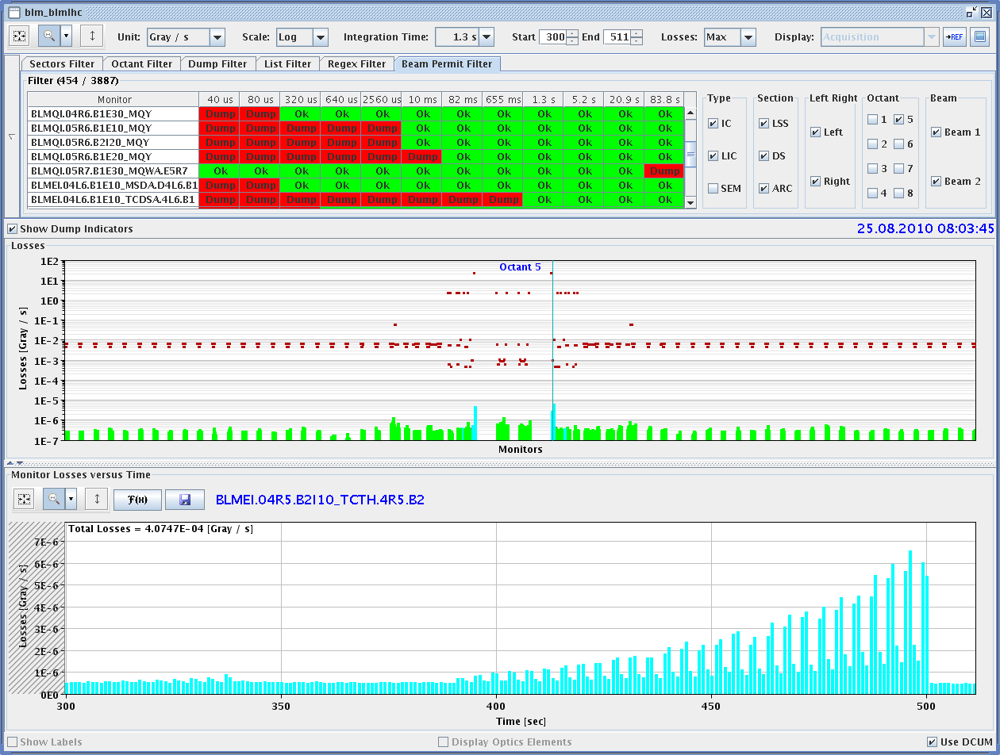 blm_blmlhc
Unit: Gray / s Scale: Log Integration Time: 1.3 s Start 300 End 511 Losses: Max Display: Acquisition →REF
Sectors Filter Octant Filter Dump Filter List Filter Regex Filter Beam Permit Filter
Filter (454 / 3887)
Monitor 40 us 80 us 320 us 640 us 2560 us 10 ms 82 ms 655 ms 1.3 s 5.2 s 20.9 s 83.8 s
BLMQI.04R6.B1E30_MQY Dump Dump Ok Ok Ok Ok Ok Ok Ok Ok Ok Ok
BLMQI.05R6.B1E10_MQY Dump Dump Dump Dump Dump Ok Ok Ok Ok Ok Ok Ok
BLMQI.05R6.B2I20_MQY Dump Dump Dump Dump Dump Ok Ok Ok Ok Ok Ok Ok
BLMQI.05R6.B1E20_MQY Dump Dump Dump Dump Dump Dump Ok Ok Ok Ok Ok Ok
BLMQI.05R7.B1E30_MQWA.E5R7 Ok Ok Ok Ok Ok Ok Ok Ok Ok Ok Ok Dump
BLMEI.04L6.B1E10_MSDA.D4L6.B1 Dump Dump Ok Ok Ok Ok Ok Ok Ok Ok Ok Ok
BLMEI.04L6.B1E10_TCDSA.4L6.B1 Dump Dump Dump Dump Dump Dump Dump Dump Ok Ok Ok Ok
Type Section Left Right Octant Beam
IC LSS Left 1 5 Beam 1
LIC DS 2 6
SEM ARC Right 3 7 Beam 2
4 8
Show Dump Indicators 25.08.2010 08:03:45
Losses
Octant 5
1E2
1E1
1E0
1E-1
1E-2
1E-3
1E-4
1E-5
1E-6
1E-7
Losses [Gray / s]
Monitors
Monitor Losses versus Time
F(x) BLMEI.04R5.B2I10_TCTH.4R5.B2
Total Losses = 4.0747E-04 [Gray / s]
7E-6
6E-6
5E-6
4E-6
3E-6
2E-6
1E-6
0E0
Losses [Gray / s]
300 350 400 450 500
Time [sec]
Show Labels Display Optics Elements Use DCUM